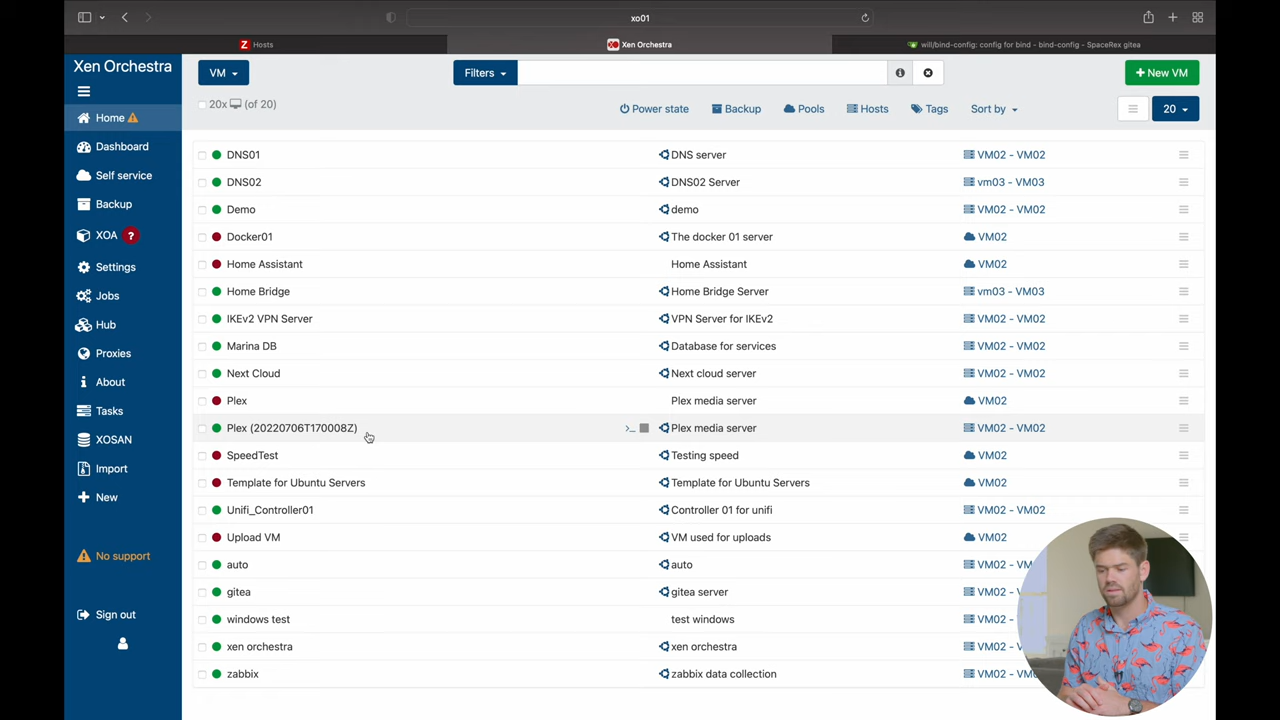 xo01
Z Hosts
Xen Orchestra
will/bind-config: config for bind - bind-config - SpaceRex gitea
Xen Orchestra
Home
Dashboard
Self service
Backup
XOA ?
Settings
Jobs
Hub
Proxies
About
Tasks
XOSAN
Import
New
No support
Sign out
VM
Filters
New VM
20x (of 20)
Power state Backup Pools Hosts Tags Sort by 20
DNS01 DNS server VM02 - VM02
DNS02 DNS02 Server vm03 - VM03
Demo demo VM02 - VM02
Docker01 The docker 01 server VM02
Home Assistant Home Assistant VM02
Home Bridge Home Bridge Server vm03 - VM03
IKEv2 VPN Server VPN Server for IKEv2 VM02 - VM02
Marina DB Database for services VM02 - VM02
Next Cloud Next cloud server VM02 - VM02
Plex Plex media server VM02
Plex (20220706T170008Z) >_ Plex media server VM02 - VM02
SpeedTest Testing speed VM02
Template for Ubuntu Servers Template for Ubuntu Servers VM02
Unifi_Controller01 Controller 01 for unifi VM02 - VM02
Upload VM VM used for uploads VM02
auto auto VM02 -
gitea gitea server VM02 -
windows test test windows VM02 -
xen orchestra xen orchestra VM02 -
zabbix zabbix data collection VM02 -